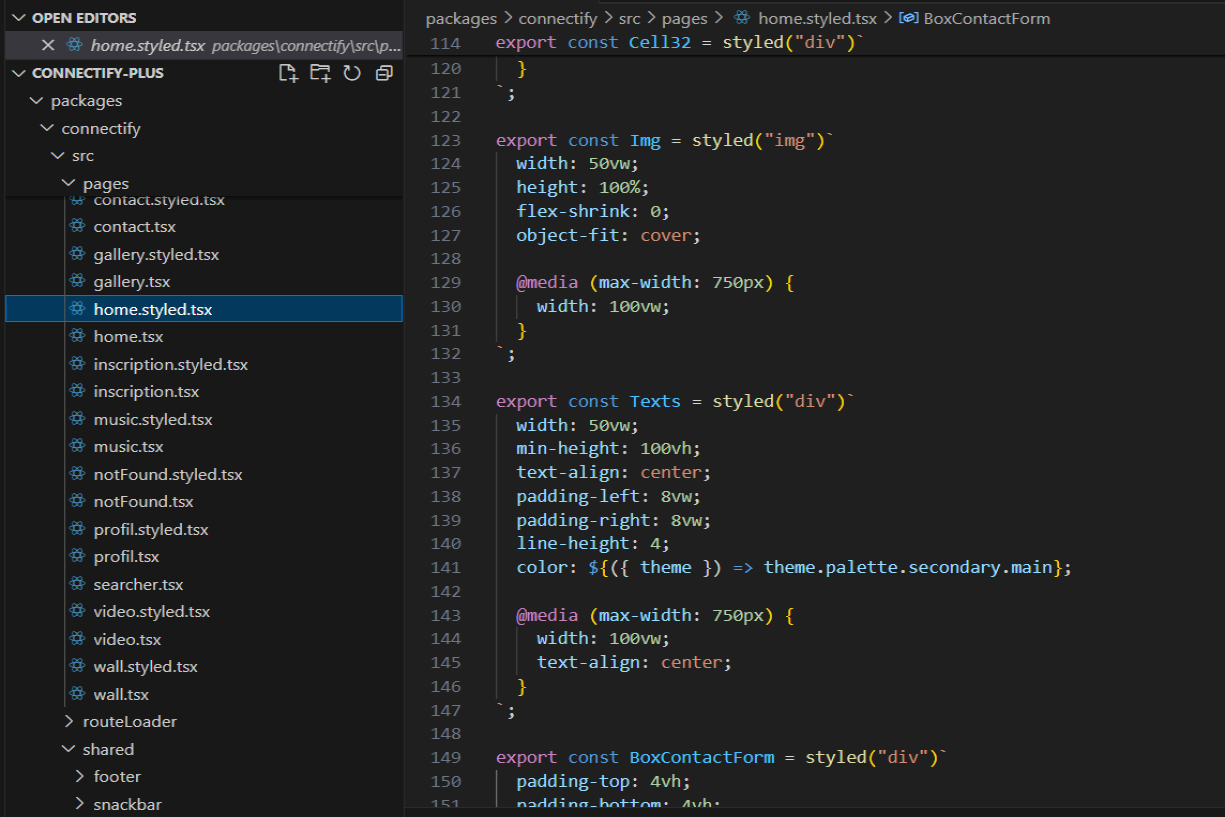 OPEN EDITORS
home.styled.tsx packages\connectify\src\p...
CONNECTIFY-PLUS
packages
connectify
src
pages
contact.styled.tsx
contact.tsx
gallery.styled.tsx
gallery.tsx
home.styled.tsx
home.tsx
inscription.styled.tsx
inscription.tsx
music.styled.tsx
music.tsx
notFound.styled.tsx
notFound.tsx
profil.styled.tsx
profil.tsx
searcher.tsx
video.styled.tsx
video.tsx
wall.styled.tsx
wall.tsx
routeLoader
shared
footer
snackbar
packages > connectify > src > pages > home.styled.tsx > BoxContactForm
114 export const Cell32 = styled("div")`
120 }
121 `;
122
123 export const Img = styled("img")`
124 width: 50vw;
125 height: 100%;
126 flex-shrink: 0;
127 object-fit: cover;
128
129 @media (max-width: 750px) {
130 width: 100vw;
131 }
132 `;
133
134 export const Texts = styled("div")`
135 width: 50vw;
136 min-height: 100vh;
137 text-align: center;
138 padding-left: 8vw;
139 padding-right: 8vw;
140 line-height: 4;
141 color: ${({ theme }) => theme.palette.secondary.main};
142
143 @media (max-width: 750px) {
144 width: 100vw;
145 text-align: center;
146 }
147 `;
148
149 export const BoxContactForm = styled("div")`
150 padding-top: 4vh;
151 padding-bottom: 4vh;